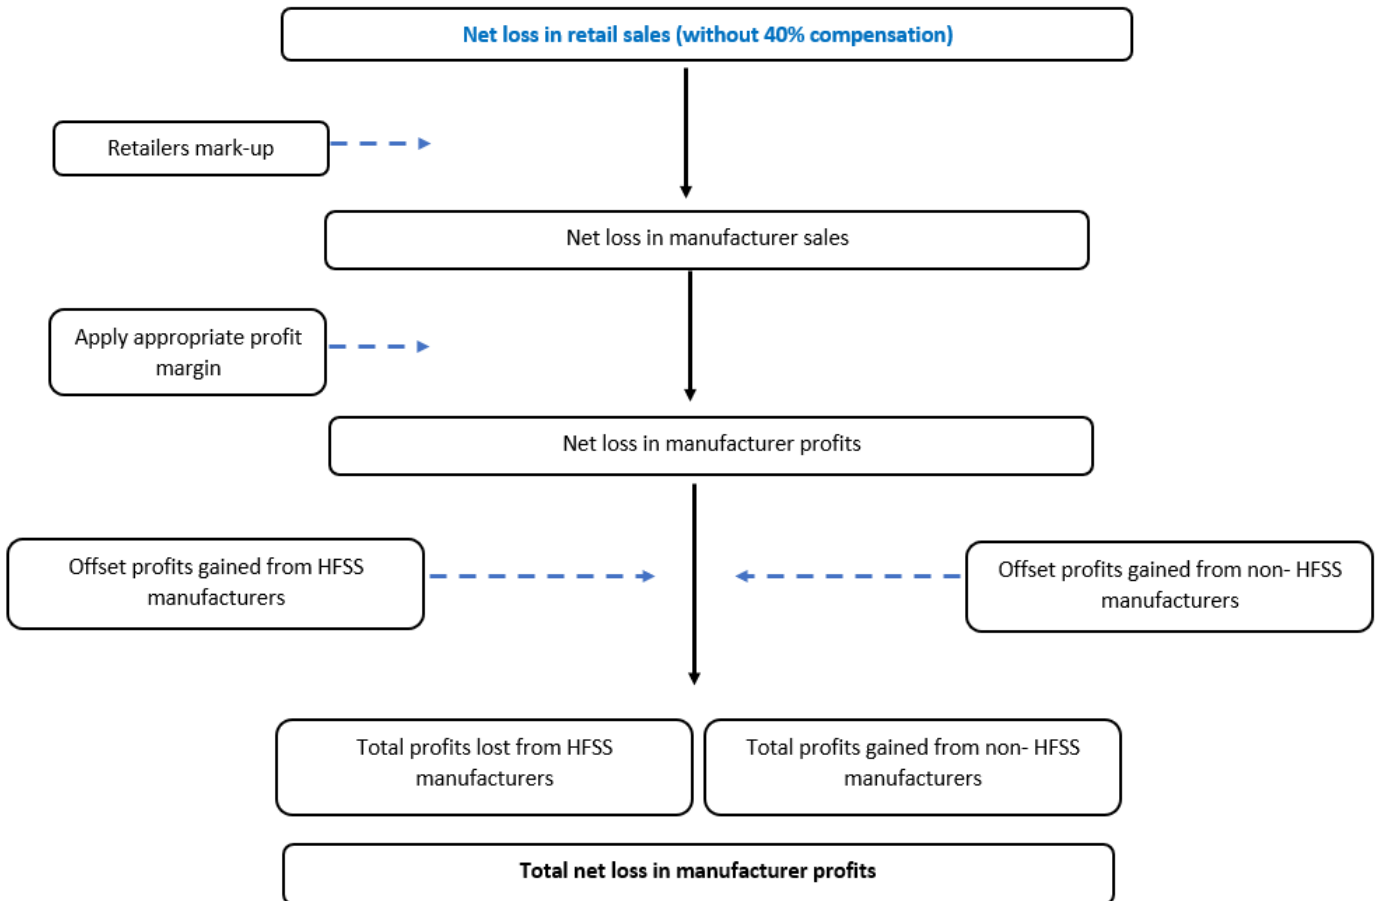 Net loss in retail sales (without 40% compensation)
Retailers mark-up
Net loss in manufacturer sales
Apply appropriate profit
margin
Net loss in manufacturer profits
Offset profits gained from HFSS
manufacturers
Offset profits gained from non- HFSS
manufacturers
Total profits lost from HFSS
manufacturers
Total profits gained from non- HFSS
manufacturers
Total net loss in manufacturer profits